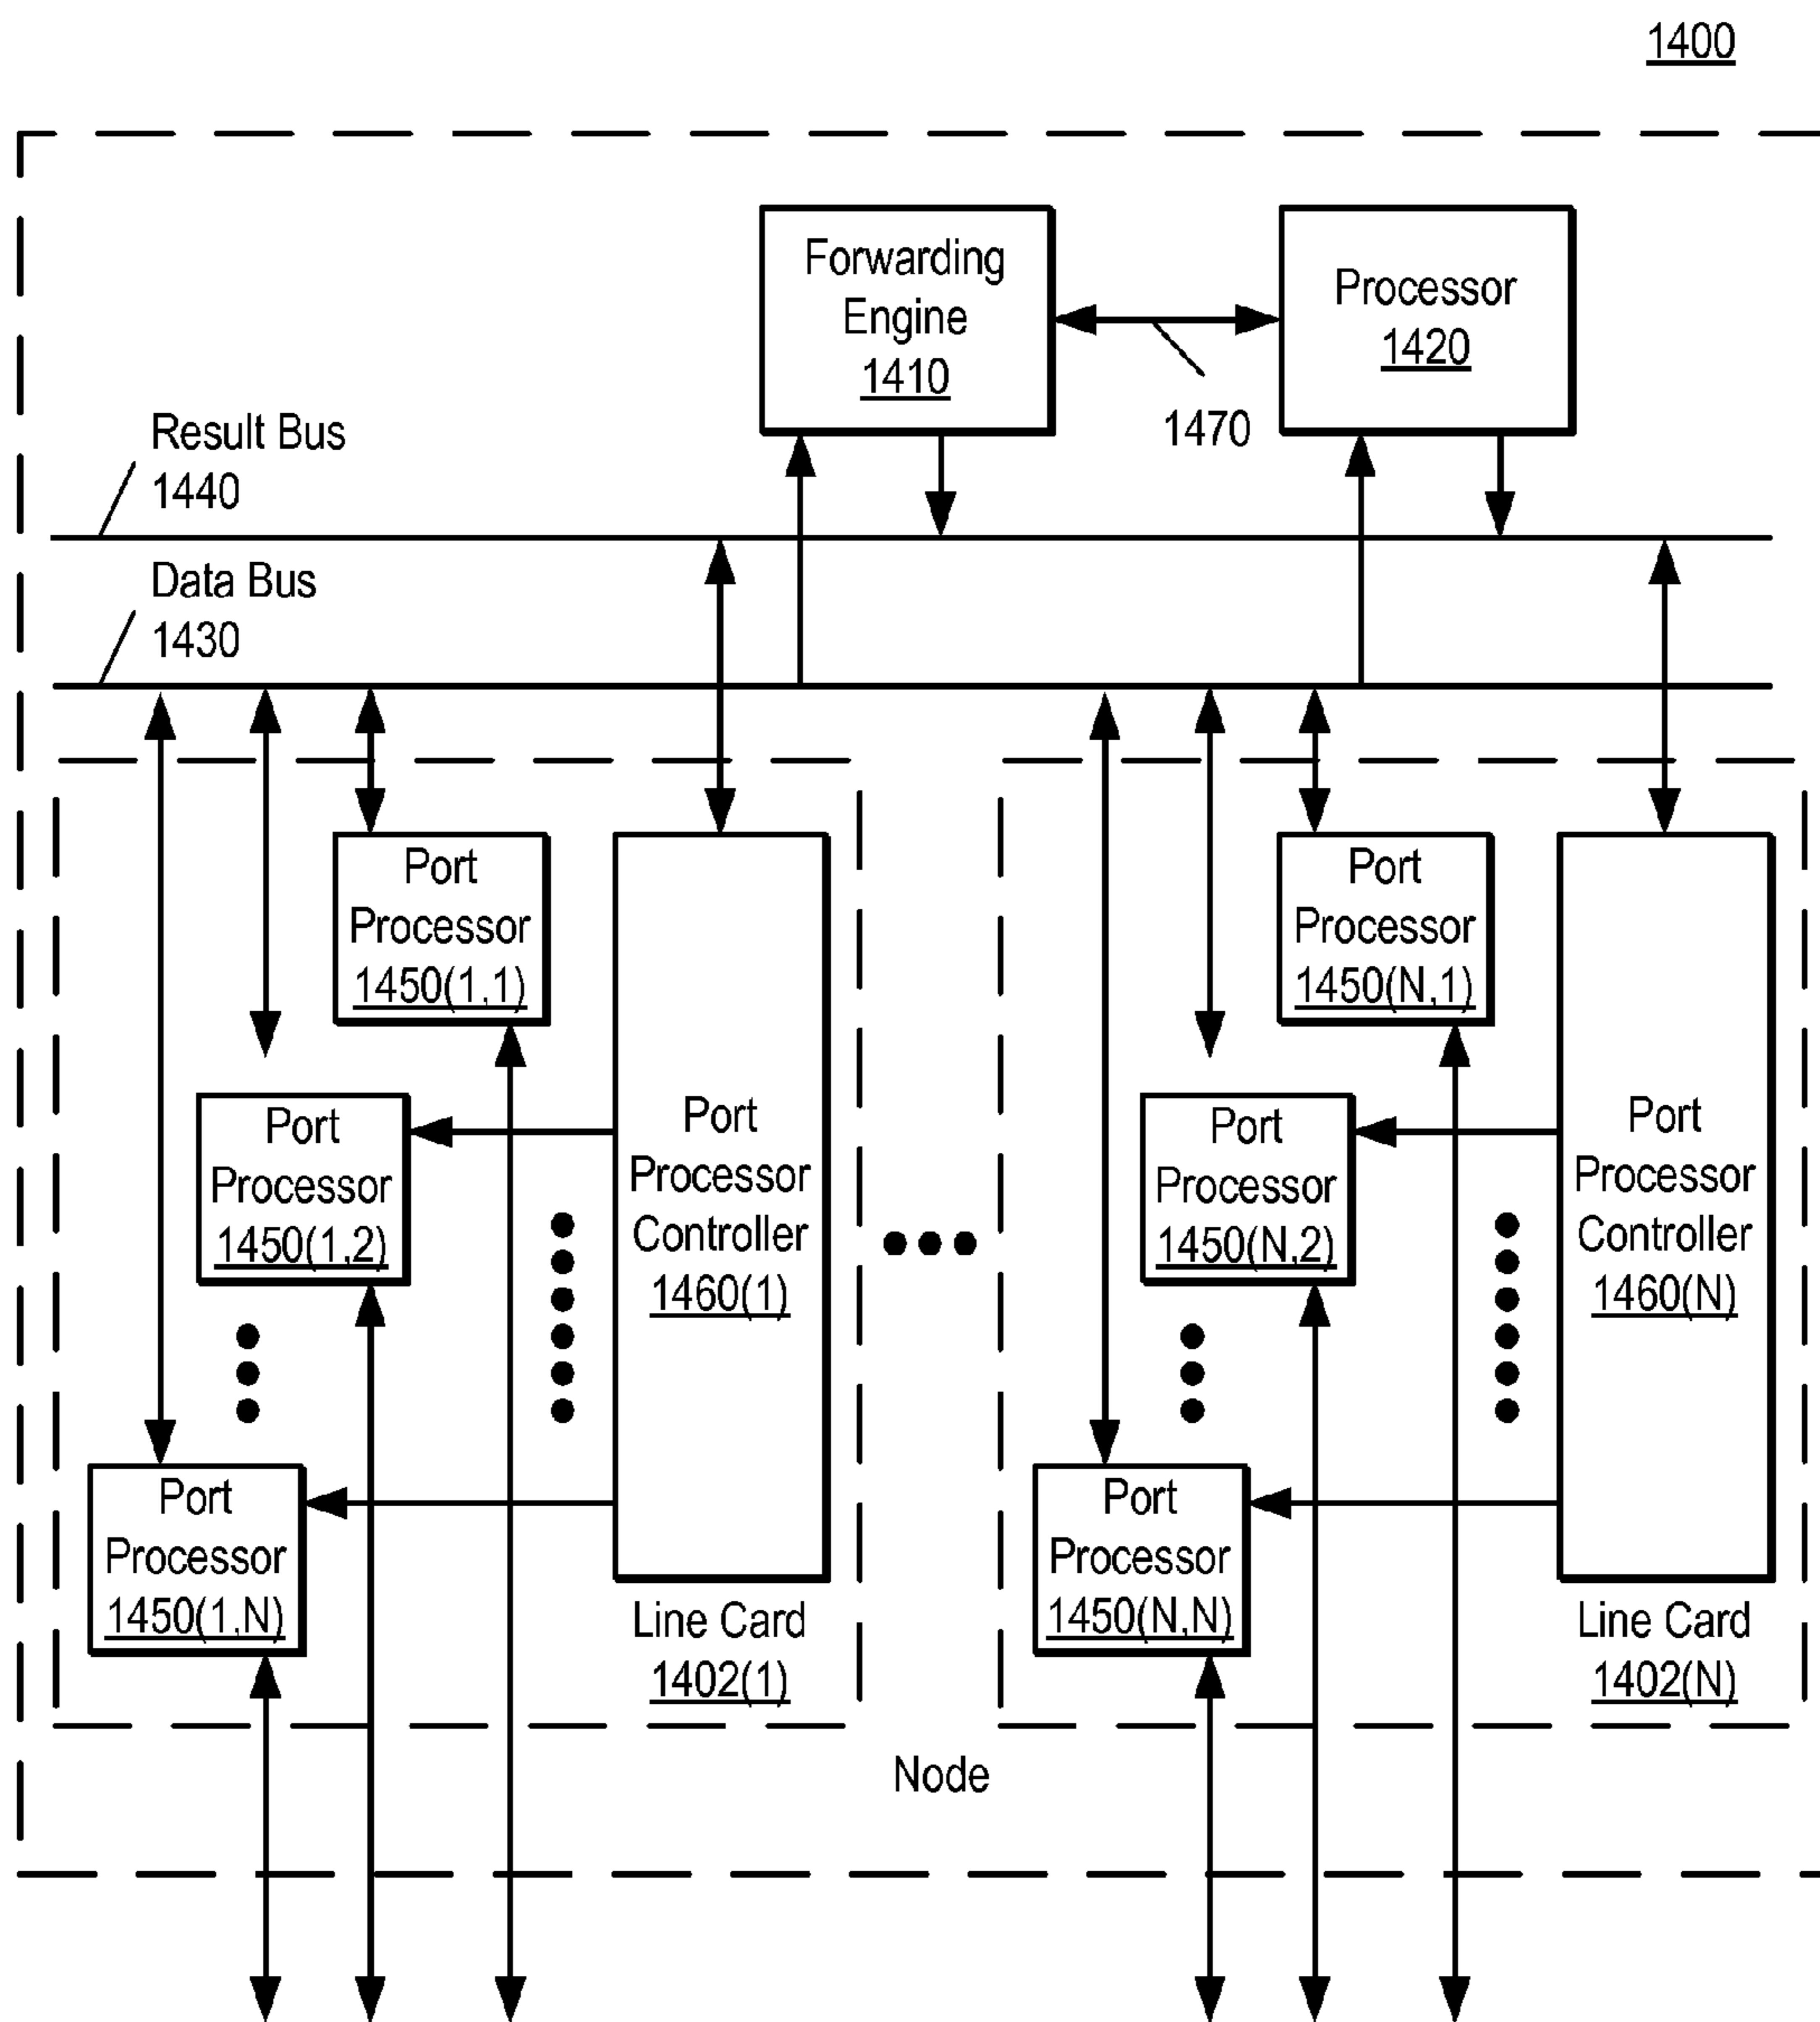 1400
Forwarding
Engine
1410
Processor
1420
1470
Result Bus
1440
Data Bus
1430
Port
Processor
1450(1,1)
Port
Processor
1450(1,2)
Port
Processor
1450(1,N)
Port
Processor
Controller
1460(1)
Line Card
1402(1)
Port
Processor
1450(N,1)
Port
Processor
1450(N,2)
Port
Processor
1450(N,N)
Port
Processor
Controller
1460(N)
Line Card
1402(N)
Node